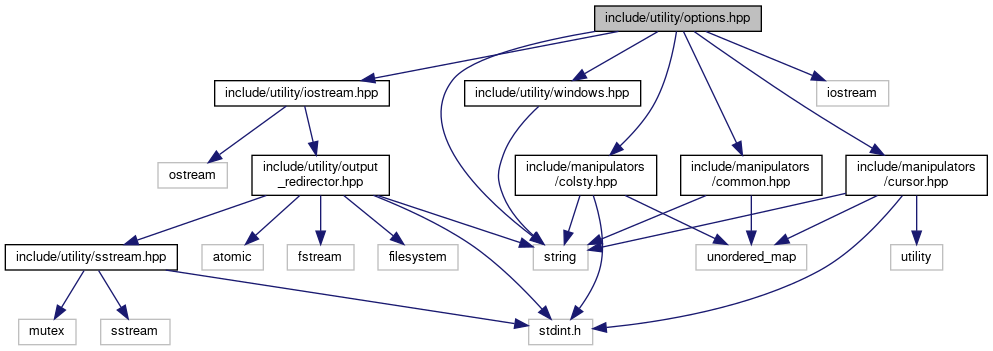 include/utility/options.hpp
include/utility/iostream.hpp
include/utility/windows.hpp
iostream
ostream
include/utility/output
_redirector.hpp
include/manipulators
/colsty.hpp
include/manipulators
/common.hpp
include/manipulators
/cursor.hpp
include/utility/sstream.hpp
atomic
fstream
filesystem
string
unordered_map
utility
mutex
sstream
stdint.h